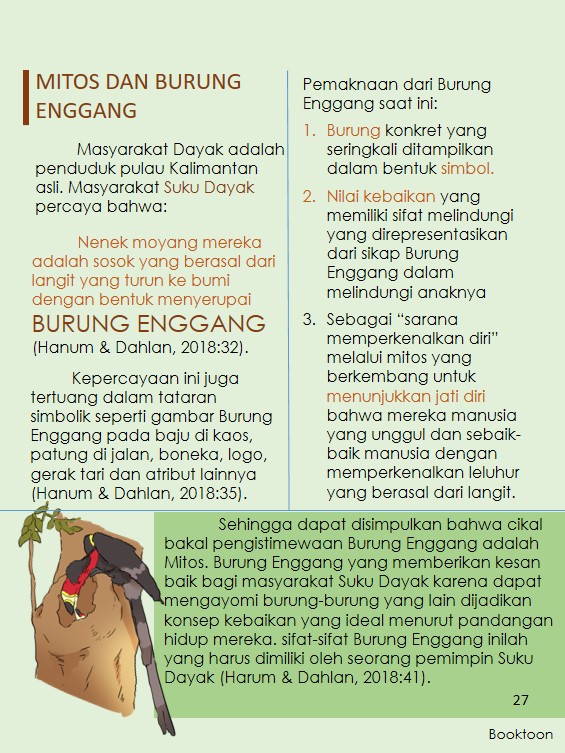 MITOS DAN BURUNG
ENGGANG
Masyarakat Dayak adalah
penduduk pulau Kalimantan
asli. Masyarakat Suku Dayak
percaya bahwa:
Nenek moyang mereka
adalah sosok yang berasal dari
langit yang turun ke bumi
dengan bentuk menyerupai
BURUNG ENGGANG
(Hanum & Dahlan, 2018:32).
Kepercayaan ini juga
tertuang dalam tataran
simbolik seperti gambar Burung
Enggang pada baju di kaos,
patung di jalan, boneka, logo,
gerak tari dan atribut lainnya
(Hanum & Dahlan, 2018:35).
Pemaknaan dari Burung
Enggang saat ini:
1. Burung konkret yang
seringkali ditampilkan
dalam bentuk simbol.
2. Nilai kebaikan yang
memiliki sifat melindungi
yang direpresentasikan
dari sikap Burung
Enggang dalam
melindungi anaknya
3. Sebagai “sarana
memperkenalkan diri”
melalui mitos yang
berkembang untuk
menunjukkan jati diri
bahwa mereka manusia
yang unggul dan sebaik-
baik manusia dengan
memperkenalkan leluhur
yang berasal dari langit.
Sehingga dapat disimpulkan bahwa cikal
bakal pengistimewaan Burung Enggang adalah
Mitos. Burung Enggang yang memberikan kesan
baik bagi masyarakat Suku Dayak karena dapat
mengayomi burung-burung yang lain dijadikan
konsep kebaikan yang ideal menurut pandangan
hidup mereka. sifat-sifat Burung Enggang inilah
yang harus dimiliki oleh seorang pemimpin Suku
Dayak (Harum & Dahlan, 2018:41).
27
Booktoon